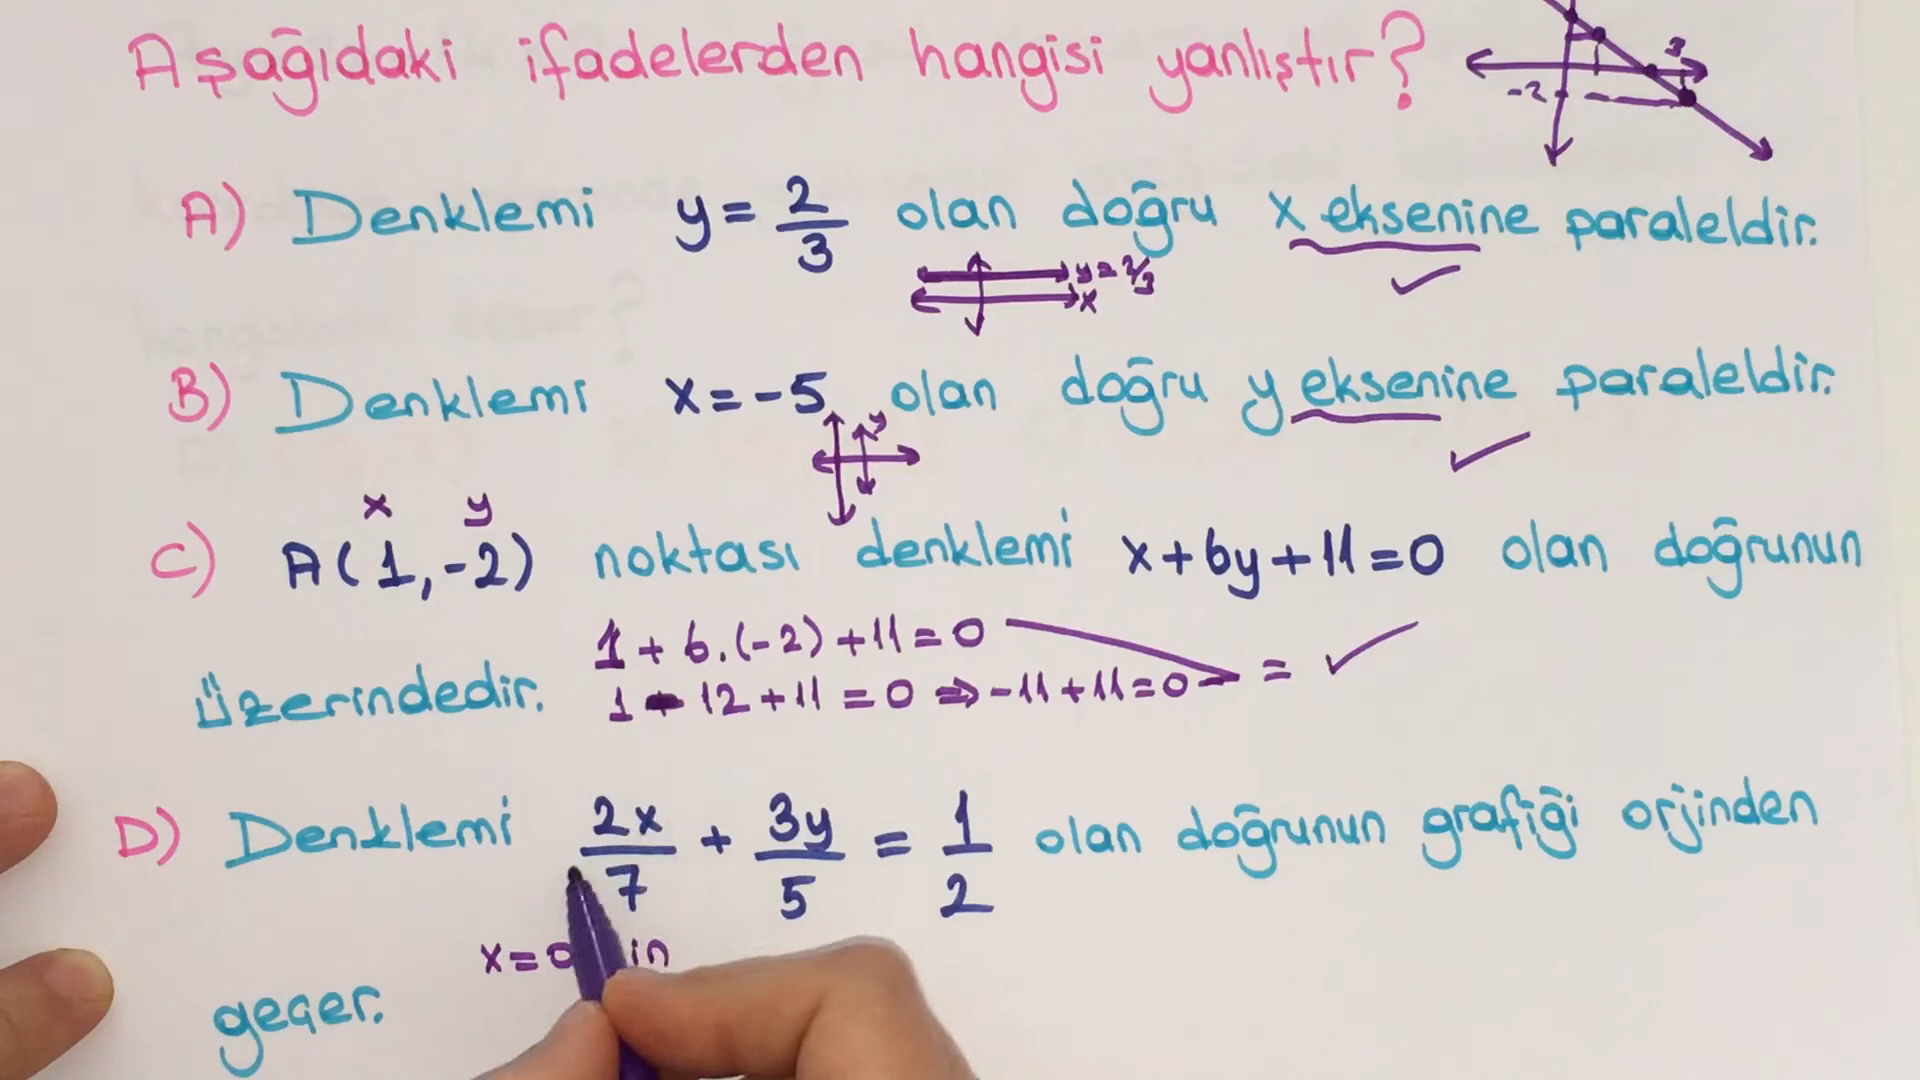 Aşağıdaki ifadelerden hangisi yanlıştır?
3
-2
A) Denklemi y = 2/3 olan doğru x eksenine paraleldir.
y = 2/3
x
B) Denklemi x = -5 olan doğru y eksenine paraleldir.
y
x y
C) A(1,-2) noktası denklemi x+6y+11=0 olan doğrunun
1 + 6.(-2) +11 = 0
üzerindedir. 1 - 12 + 11 = 0 ⇒ -11 + 11 = 0 = ✓
D) Denklemi 2x/7 + 3y/5 = 1/2 olan doğrunun grafiği orjinden
x = 0 in
geçer.